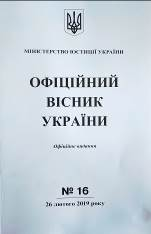 МІНІСТЕРСТВО ЮСТИЦІЇ УКРАЇНИ
ОФІЦІЙНИЙ
ВІСНИК
УКРАЇНИ
Офіційне видання
№ 16
26 лютого 2019 року